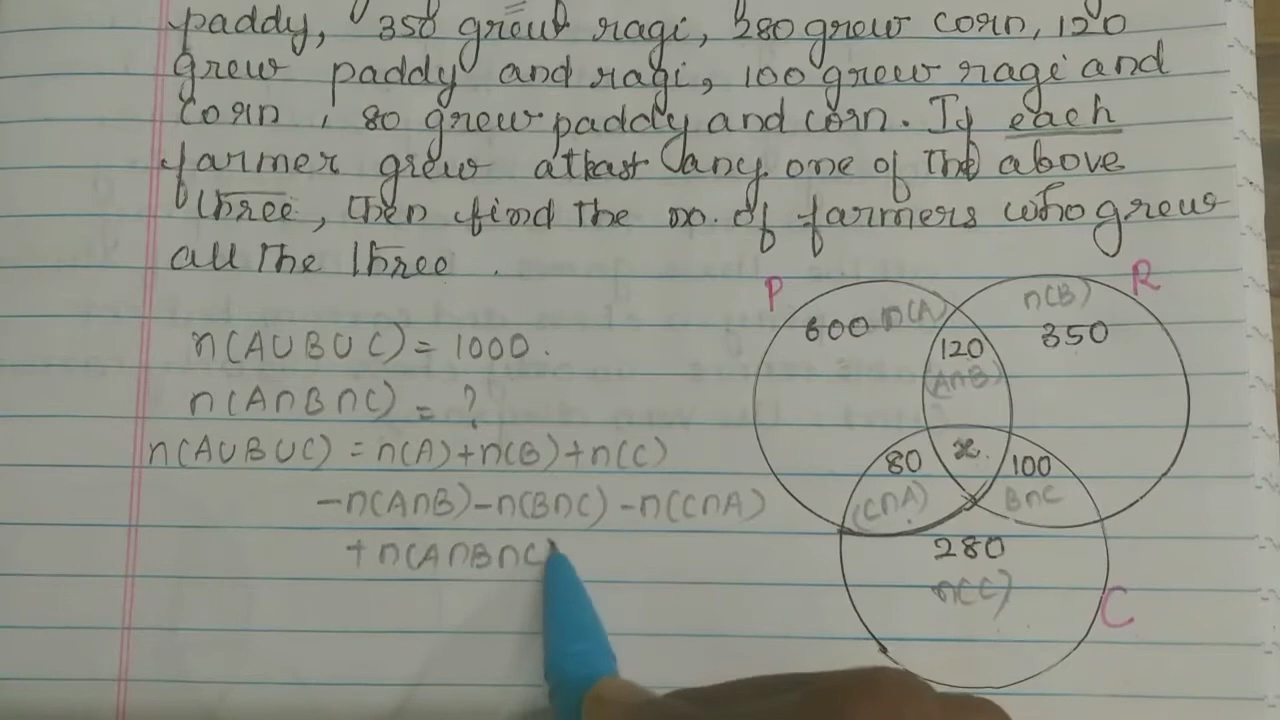 paddy, 350 grew ragi, 280 grew corn, 120
grew paddy and ragi, 100 grew ragi and
corn, 80 grew paddy and corn. If each
farmer grew atleast any one of the above
three, then find the no. of farmers who grew
all the three.
P
R
600 n(A)
n(B)
350
120
(A∩B)
80
x
100
(C∩A)
B∩C
280
n(C)
C
n(A∪B∪C) = 1000.
n(A∩B∩C) = ?
n(A∪B∪C) = n(A)+n(B)+n(C)
-n(A∩B)-n(B∩C)-n(C∩A)
+n(A∩B∩C)